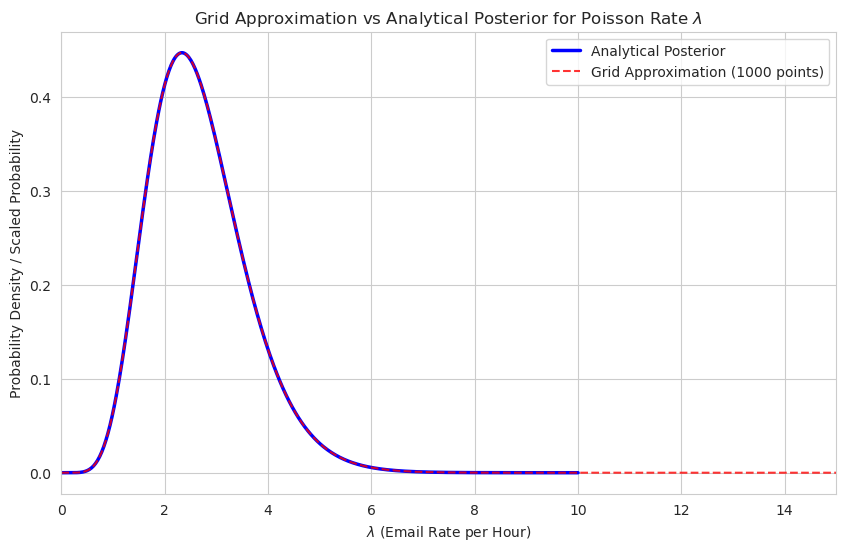 Grid Approximation vs Analytical Posterior for Poisson Rate λ
Analytical Posterior
Grid Approximation (1000 points)
Probability Density / Scaled Probability
0.4
0.3
0.2
0.1
0.0
0 2 4 6 8 10 12 14
λ (Email Rate per Hour)